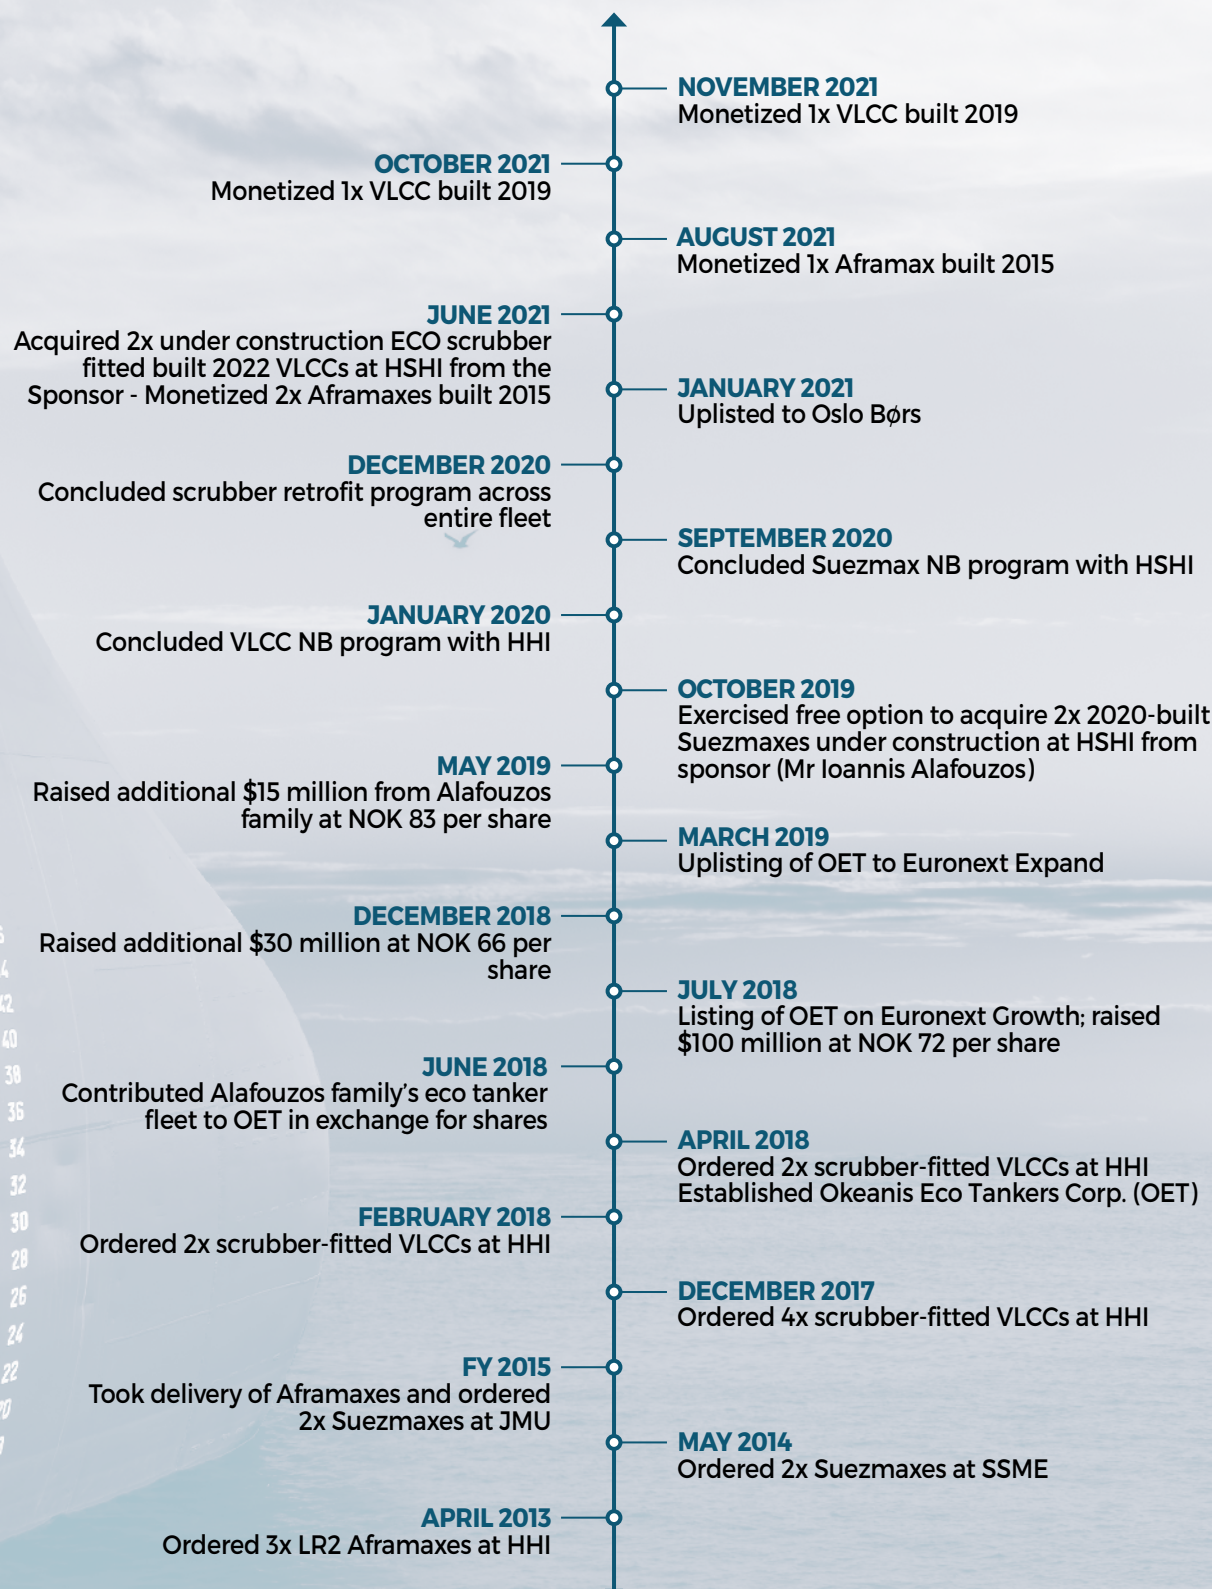 NOVEMBER 2021
Monetized 1x VLCC built 2019
OCTOBER 2021
Monetized 1x VLCC built 2019
AUGUST 2021
Monetized 1x Aframax built 2015
JUNE 2021
Acquired 2x under construction ECO scrubber
fitted built 2022 VLCCs at HSHI from the
Sponsor - Monetized 2x Aframaxes built 2015
JANUARY 2021
Uplisted to Oslo Børs
DECEMBER 2020
Concluded scrubber retrofit program across
entire fleet
SEPTEMBER 2020
Concluded Suezmax NB program with HSHI
JANUARY 2020
Concluded VLCC NB program with HHI
OCTOBER 2019
Exercised free option to acquire 2x 2020-built
Suezmaxes under construction at HSHI from
sponsor (Mr Ioannis Alafouzos)
MAY 2019
Raised additional $15 million from Alafouzos
family at NOK 83 per share
MARCH 2019
Uplisting of OET to Euronext Expand
DECEMBER 2018
Raised additional $30 million at NOK 66 per
share
JULY 2018
Listing of OET on Euronext Growth; raised
$100 million at NOK 72 per share
JUNE 2018
Contributed Alafouzos family’s eco tanker
fleet to OET in exchange for shares
APRIL 2018
Ordered 2x scrubber-fitted VLCCs at HHI
Established Okeanis Eco Tankers Corp. (OET)
FEBRUARY 2018
Ordered 2x scrubber-fitted VLCCs at HHI
DECEMBER 2017
Ordered 4x scrubber-fitted VLCCs at HHI
FY 2015
Took delivery of Aframaxes and ordered
2x Suezmaxes at JMU
MAY 2014
Ordered 2x Suezmaxes at SSME
APRIL 2013
Ordered 3x LR2 Aframaxes at HHI
40
38
36
34
32
30
28
26
24
22